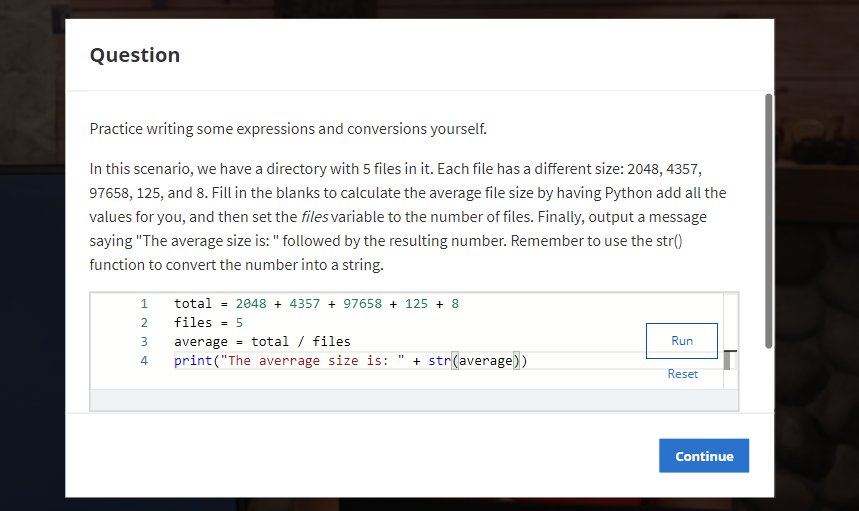 Question
Practice writing some expressions and conversions yourself.
In this scenario, we have a directory with 5 files in it. Each file has a different size: 2048, 4357,
97658, 125, and 8. Fill in the blanks to calculate the average file size by having Python add all the
values for you, and then set the files variable to the number of files. Finally, output a message
saying "The average size is: " followed by the resulting number. Remember to use the str()
function to convert the number into a string.
1 total = 2048 + 4357 + 97658 + 125 + 8
2 files = 5
3 average = total / files
4 print("The averrage size is: " + str(average))
Run
Reset
Continue